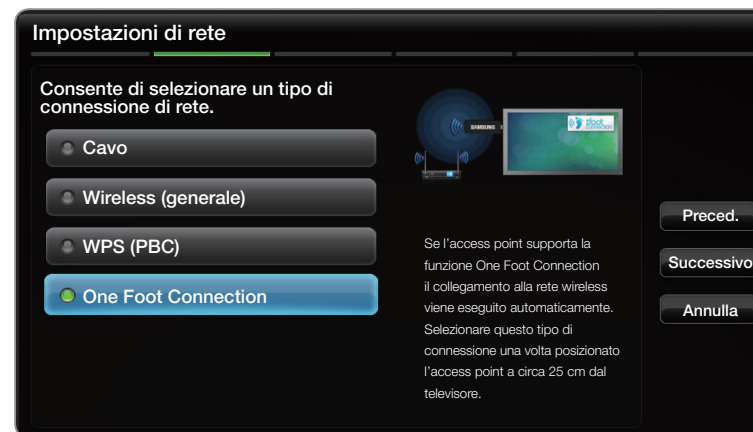 Impostazioni di rete
Consente di selezionare un tipo di
connessione di rete.
Cavo
Wireless (generale)
WPS (PBC)
One Foot Connection
SAMSUNG
Se l'access point supporta la
funzione One Foot Connection
il collegamento alla rete wireless
viene eseguito automaticamente.
Selezionare questo tipo di
connessione una volta posizionato
l'access point a circa 25 cm dal
televisore.
Preced.
Successivo
Annulla